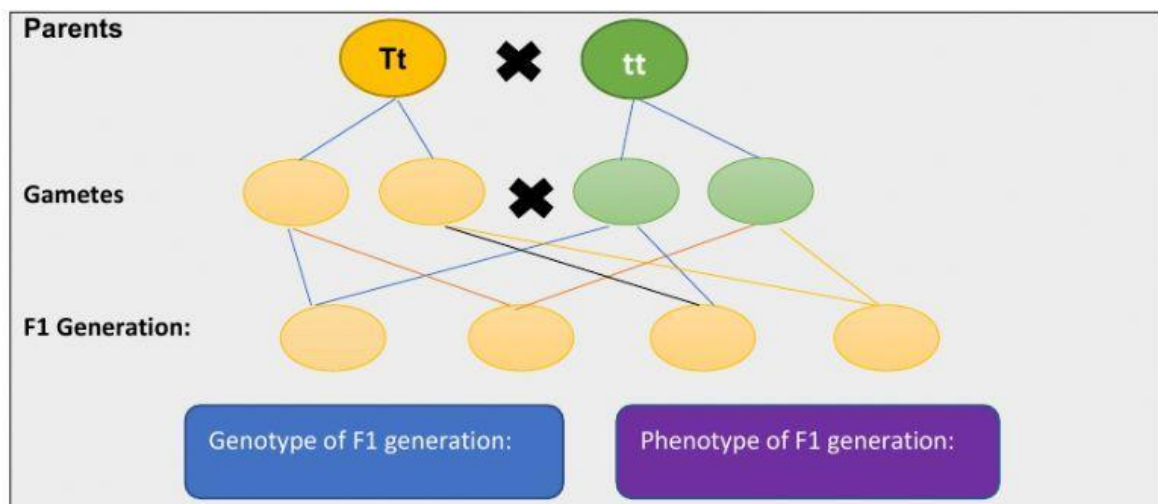 Parents
Tt
tt
Gametes
F1 Generation:
Genotype of F1 generation:
Phenotype of F1 generation: